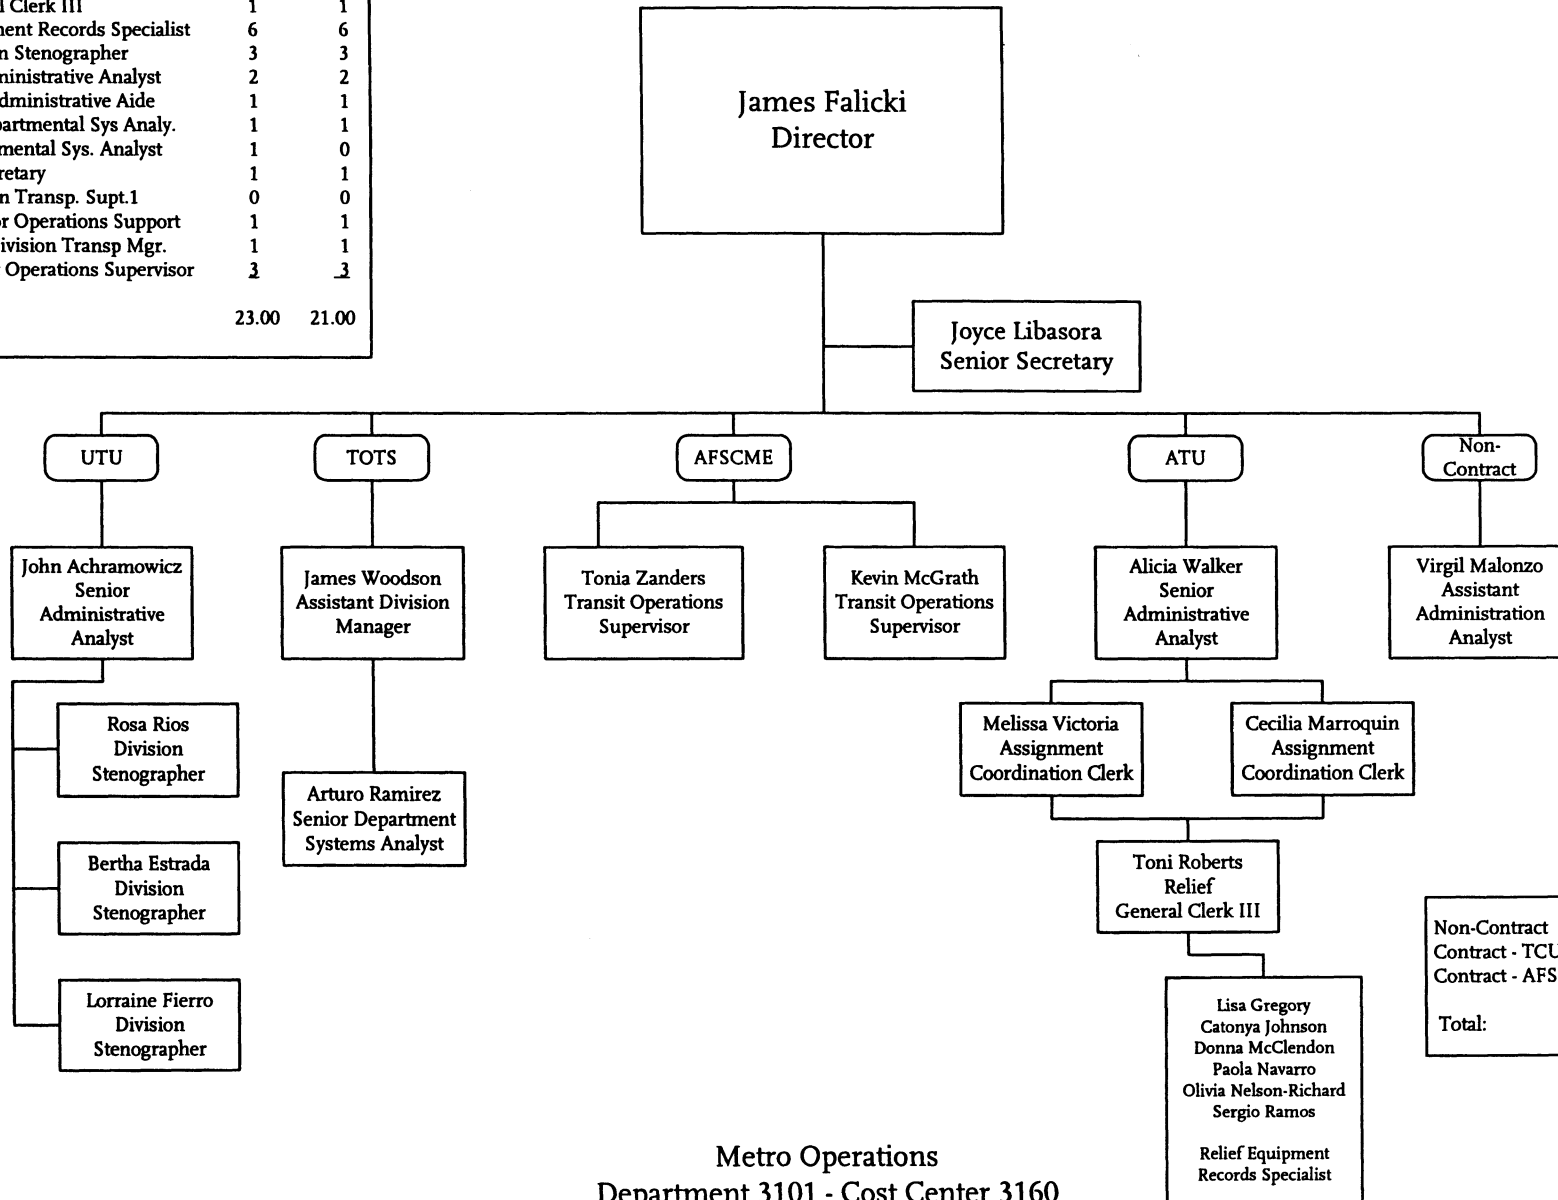 l Clerk III 1 1
nent Records Specialist 6 6
n Stenographer 3 3
ninistrative Analyst 2 2
dministrative Aide 1 1
partmental Sys Analy. 1 1
mental Sys. Analyst 1 0
retary 1 1
n Transp. Supt.1 0 0
or Operations Support 1 1
ivision Transp Mgr. 1 1
Operations Supervisor 3 3
23.00 21.00
James Falicki
Director
Joyce Libasora
Senior Secretary
UTU
TOTS
AFSCME
ATU
Non-
Contract
John Achramowicz
Senior
Administrative
Analyst
James Woodson
Assistant Division
Manager
Tonia Zanders
Transit Operations
Supervisor
Kevin McGrath
Transit Operations
Supervisor
Alicia Walker
Senior
Administrative
Analyst
Virgil Malonzo
Assistant
Administration
Analyst
Rosa Rios
Division
Stenographer
Bertha Estrada
Division
Stenographer
Lorraine Fierro
Division
Stenographer
Arturo Ramirez
Senior Department
Systems Analyst
Melissa Victoria
Assignment
Coordination Clerk
Cecilia Marroquin
Assignment
Coordination Clerk
Toni Roberts
Relief
General Clerk III
Lisa Gregory
Catonya Johnson
Donna McClendon
Paola Navarro
Olivia Nelson-Richard
Sergio Ramos
Relief Equipment
Records Specialist
Non-Contract
Contract - TCU
Contract - AFS
Total:
Metro Operations
Department 3101 - Cost Center 3160